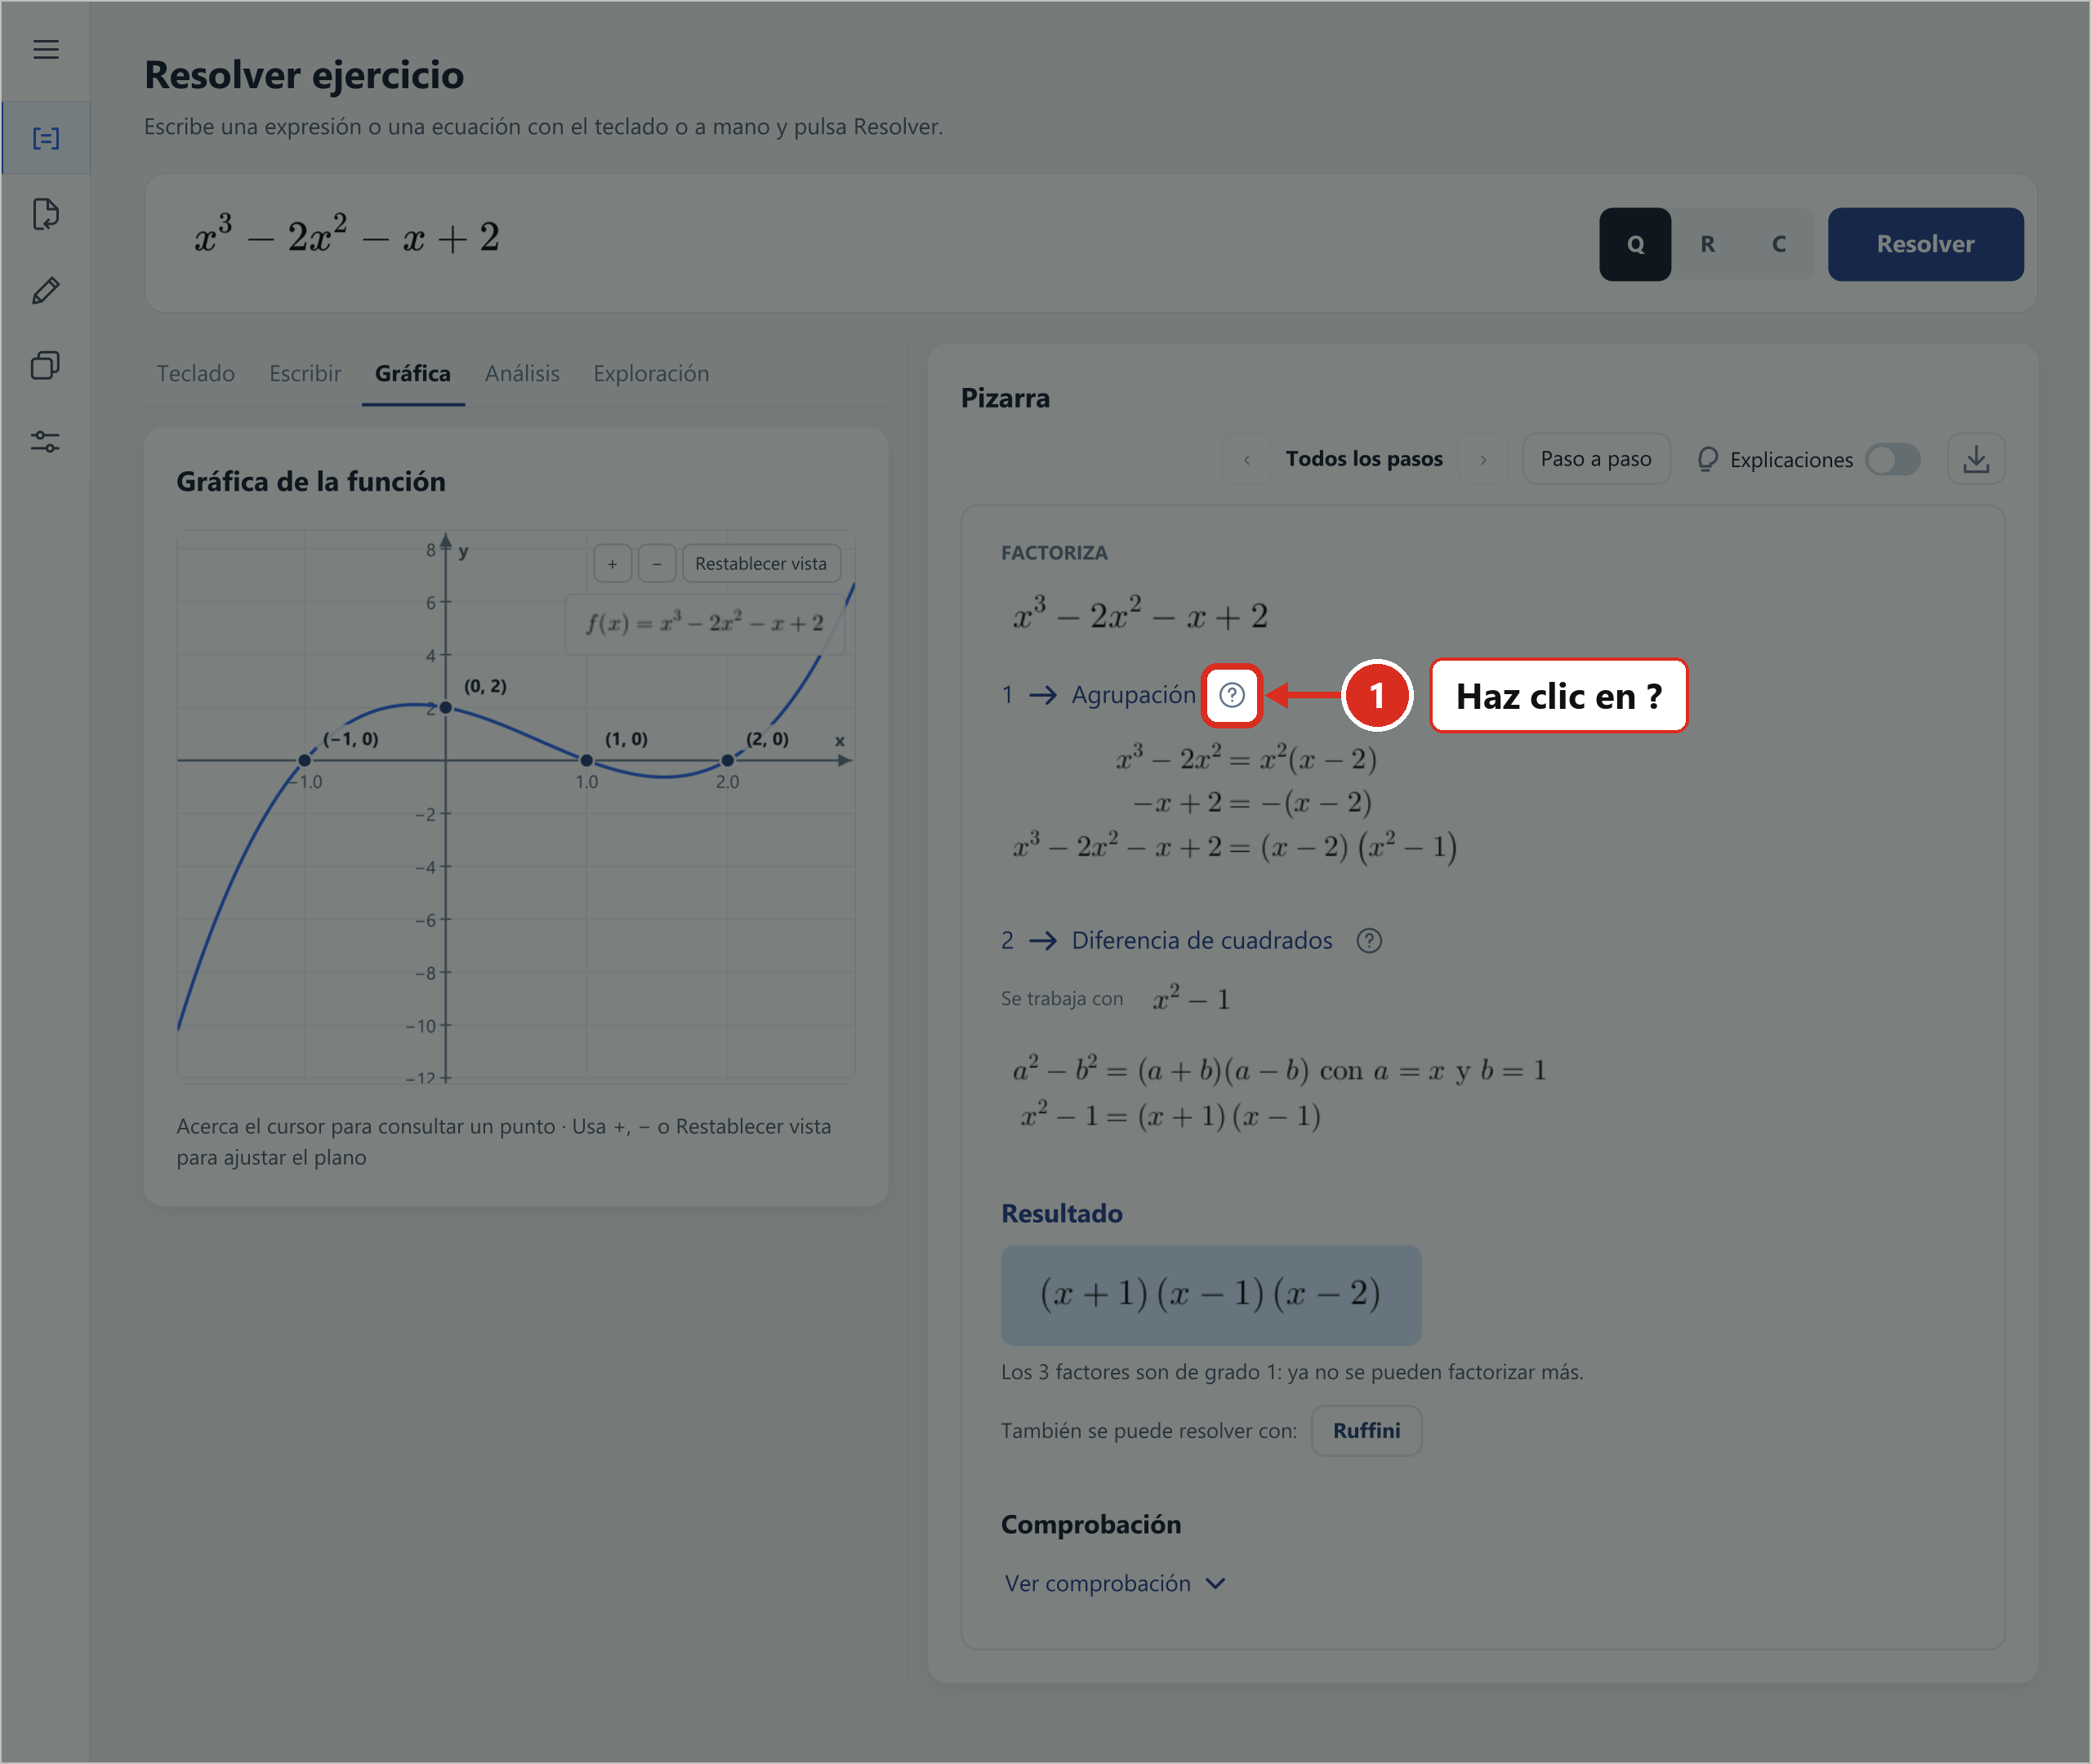 Resolver ejercicio
Escribe una expresión o una ecuación con el teclado o a mano y pulsa Resolver.
x³ − 2x² − x + 2
Q R C Resolver
Teclado Escribir Gráfica Análisis Exploración
Gráfica de la función
8 y
+ − Restablecer vista
6
f(x) = x³ − 2x² − x + 2
4
(0, 2)
2
(−1, 0) (1, 0) (2, 0) x
−1.0 1.0 2.0
−2
−4
−6
−8
−10
−12
Acerca el cursor para consultar un punto · Usa +, − o Restablecer vista
para ajustar el plano
Pizarra
‹ Todos los pasos › Paso a paso Explicaciones
FACTORIZA
x³ − 2x² − x + 2
1 → Agrupación ? 1 Haz clic en ?
x³ − 2x² = x²(x − 2)
−x + 2 = −(x − 2)
x³ − 2x² − x + 2 = (x − 2) (x² − 1)
2 → Diferencia de cuadrados ?
Se trabaja con x² − 1
a² − b² = (a + b)(a − b) con a = x y b = 1
x² − 1 = (x + 1) (x − 1)
Resultado
(x + 1) (x − 1) (x − 2)
Los 3 factores son de grado 1: ya no se pueden factorizar más.
También se puede resolver con: Ruffini
Comprobación
Ver comprobación